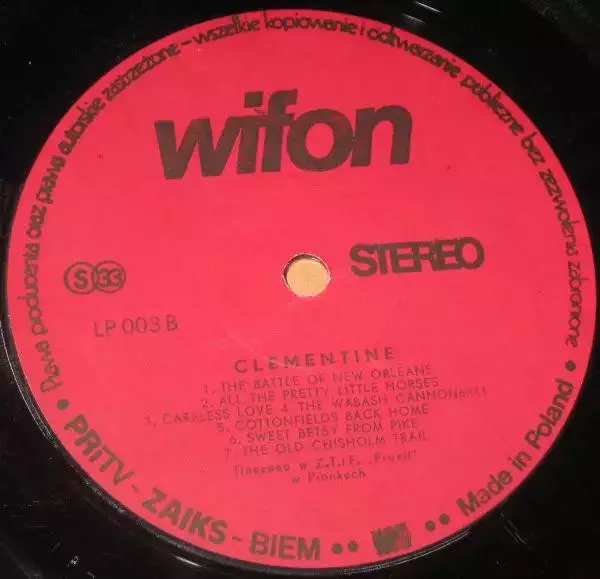 Prawa producenta oraz prawa autorskie zastrzeżone – wszelkie kopiowanie i odtwarzanie publiczne bez zezwolenia zabronione
wifon
STEREO
S 33
LP 003 B
CLEMENTINE
1. THE BATTLE OF NEW ORLEANS
2. ALL THE PRETTY LITTLE HORSES
3. CARELESS LOVE 4. THE WABASH CANNONBALL
5. COTTONFIELDS BACK HOME
6. SWEET BETSY FROM PIKE
7. THE OLD CHISHOLM TRAIL
Tłoczono w Z.T.I.F. „Pronit”
w Pionkach
• PRiTV - ZAIKS - BIEM •• •• Made in Poland •